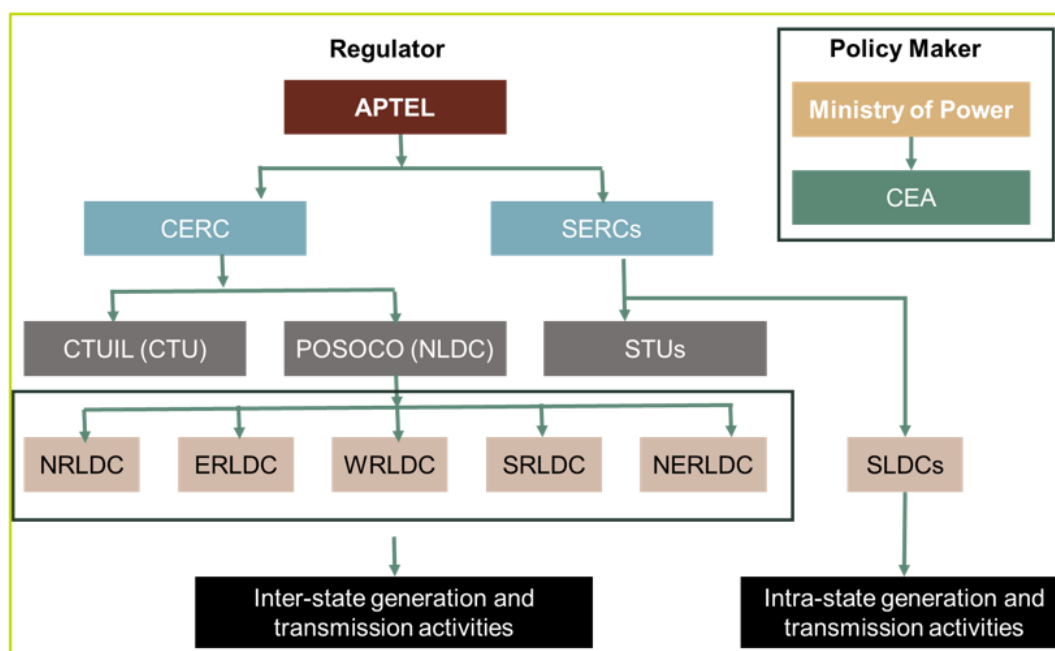 Regulator
Policy Maker
APTEL
Ministry of Power
CEA
CERC
SERCs
CTUIL (CTU)
POSOCO (NLDC)
STUs
NRLDC
ERLDC
WRLDC
SRLDC
NERLDC
SLDCs
Inter-state generation and
transmission activities
Intra-state generation and
transmission activities